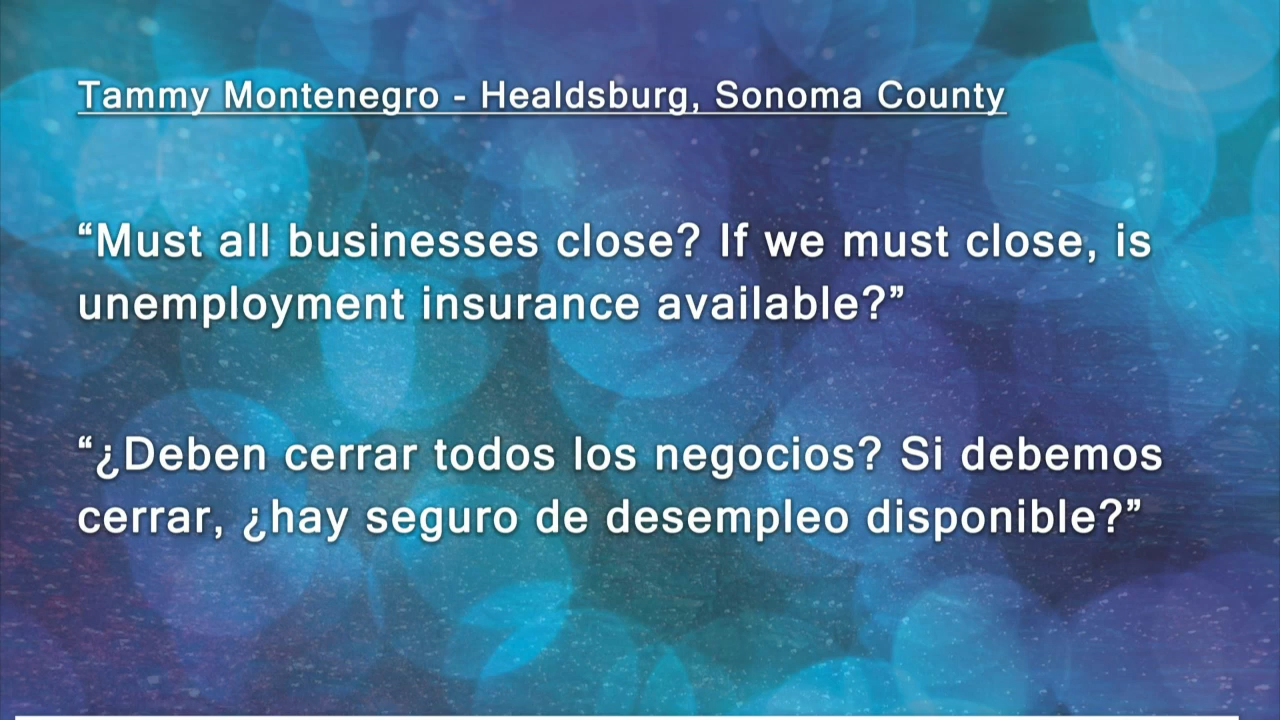 Tammy Montenegro - Healdsburg, Sonoma County
“Must all businesses close? If we must close, is
unemployment insurance available?”
“¿Deben cerrar todos los negocios? Si debemos
cerrar, ¿hay seguro de desempleo disponible?”